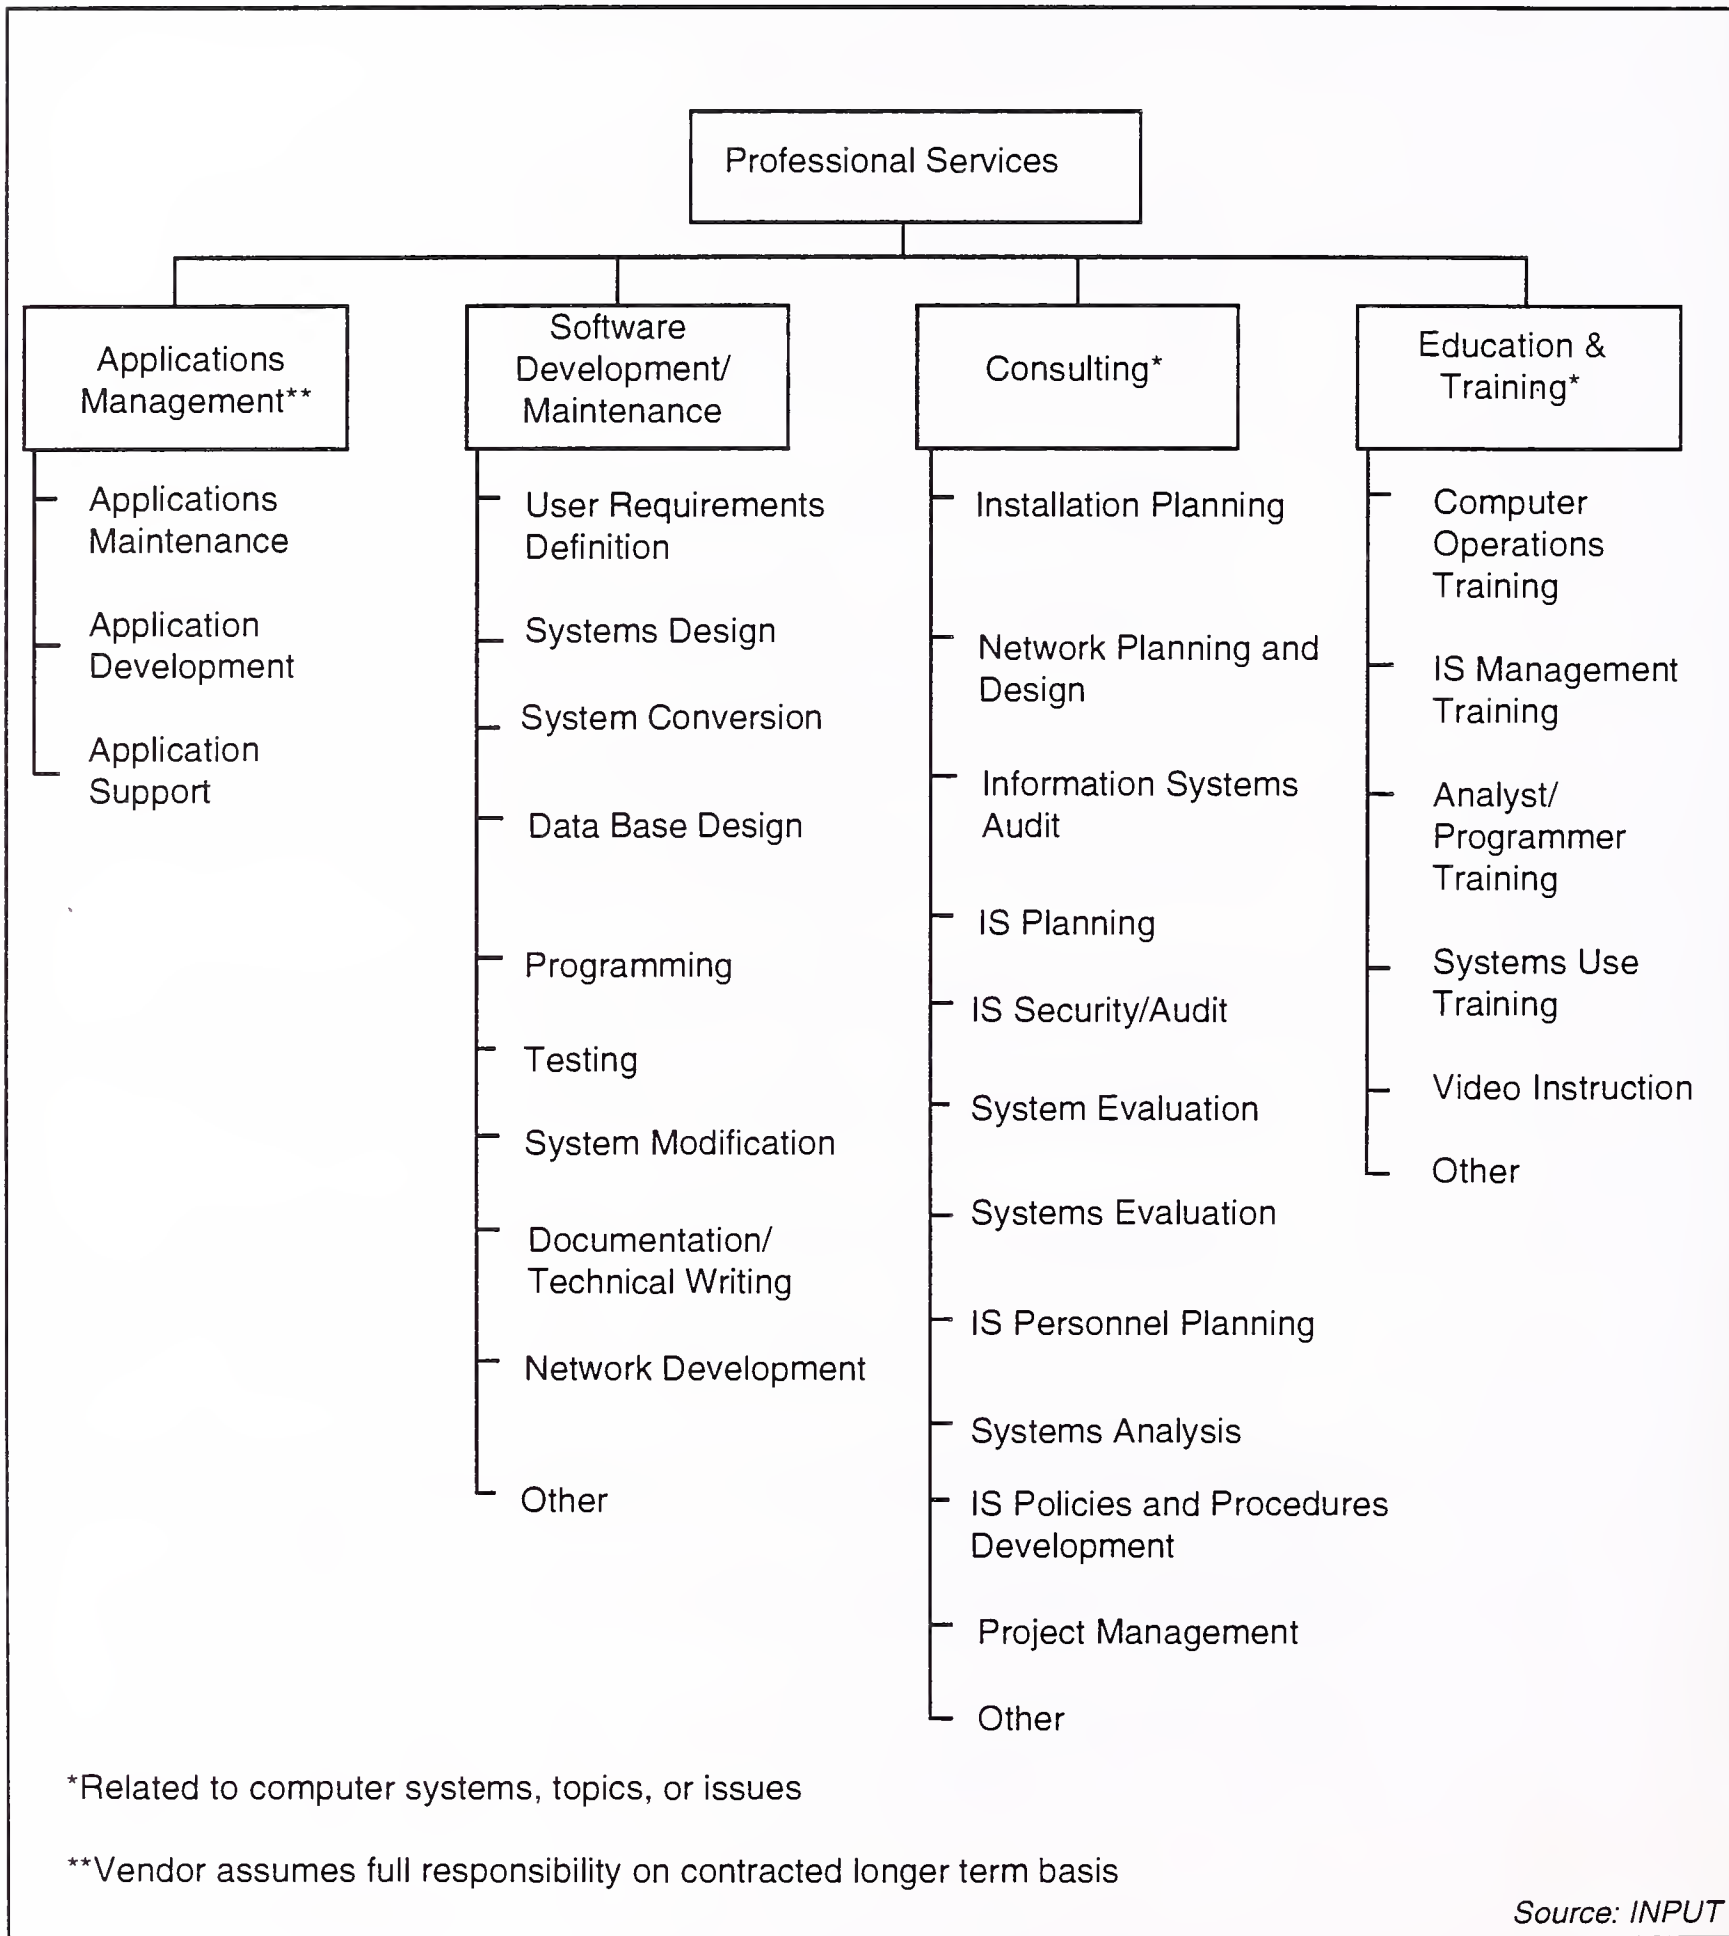 Professional Services
Applications
Management**
Applications
Maintenance
Application
Development
Application
Support
Software
Development/
Maintenance
User Requirements
Definition
Systems Design
System Conversion
Data Base Design
Programming
Testing
System Modification
Documentation/
Technical Writing
Network Development
Other
Consulting*
Installation Planning
Network Planning and
Design
Information Systems
Audit
IS Planning
IS Security/Audit
System Evaluation
Systems Evaluation
IS Personnel Planning
Systems Analysis
IS Policies and Procedures
Development
Project Management
Other
Education &
Training*
Computer
Operations
Training
IS Management
Training
Analyst/
Programmer
Training
Systems Use
Training
Video Instruction
Other
*Related to computer systems, topics, or issues
**Vendor assumes full responsibility on contracted longer term basis
Source: INPUT